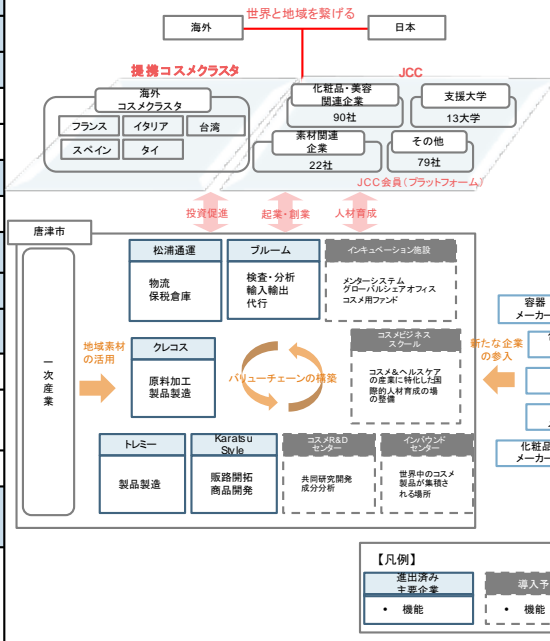 世界と地域を繋げる
海外
日本
提携コスメクラスタ
JCC
海外
コスメクラスタ
フランス
イタリア
台湾
スペイン
タイ
化粧品・美容
関連企業
90社
支援大学
13大学
素材関連
企業
22社
その他
79社
JCC会員(プラットフォーム)
投資促進
起業・創業
人材育成
唐津市
一次産業
地域素材
の活用
松浦通運
物流
保税倉庫
ブルーム
検査・分析
輸入輸出
代行
インキュベーション施設
メンターシステム
グローバルシェアオフィス
コスメ用ファンド
クレコス
原料加工
製品製造
バリューチェーンの構築
コスメビジネス
スクール
コスメ&ヘルスケア
の産業に特化した国
際的人材育成の場
の整備
新たな企業
の参入
容器
メーカー
化粧品
メーカー
トレミー
製品製造
Karatsu
Style
販路開拓
商品開発
コスメR&D
センター
共同研究開発
成分分析
インバウンド
センター
世界中のコスメ
製品が集積さ
れる場所
【凡例】
進出済み
主要企業
• 機能
導入予
• 機能